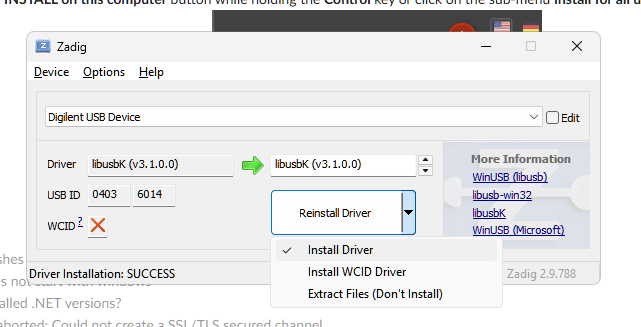 INSTALL on this computer button while holding the Control key or click on the sub-menu Install for all u
Zadig
Device Options Help
Digilent USB Device
Edit
Driver libusbK (v3.1.0.0) libusbK (v3.1.0.0)
USB ID 0403 6014
WCID ?
Reinstall Driver
More Information
WinUSB (libusb)
libusb-win32
libusbK
WinUSB (Microsoft)
✓ Install Driver
Install WCID Driver
Extract Files (Don't Install)
Driver Installation: SUCCESS
Zadig 2.9.788
shes
es not start with windows
alled .NET versions?
aborted: Could not create a SSL/TLS secured channel